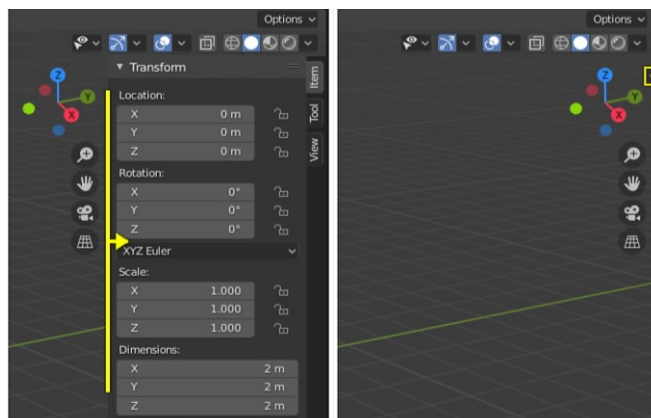 Options
Transform
Item
Tool
View
Z
Y
X
Location:
X 0 m
Y 0 m
Z 0 m
Rotation:
X 0°
Y 0°
Z 0°
XYZ Euler
Scale:
X 1.000
Y 1.000
Z 1.000
Dimensions:
X 2 m
Y 2 m
Z 2 m
Options
Z
Y
X